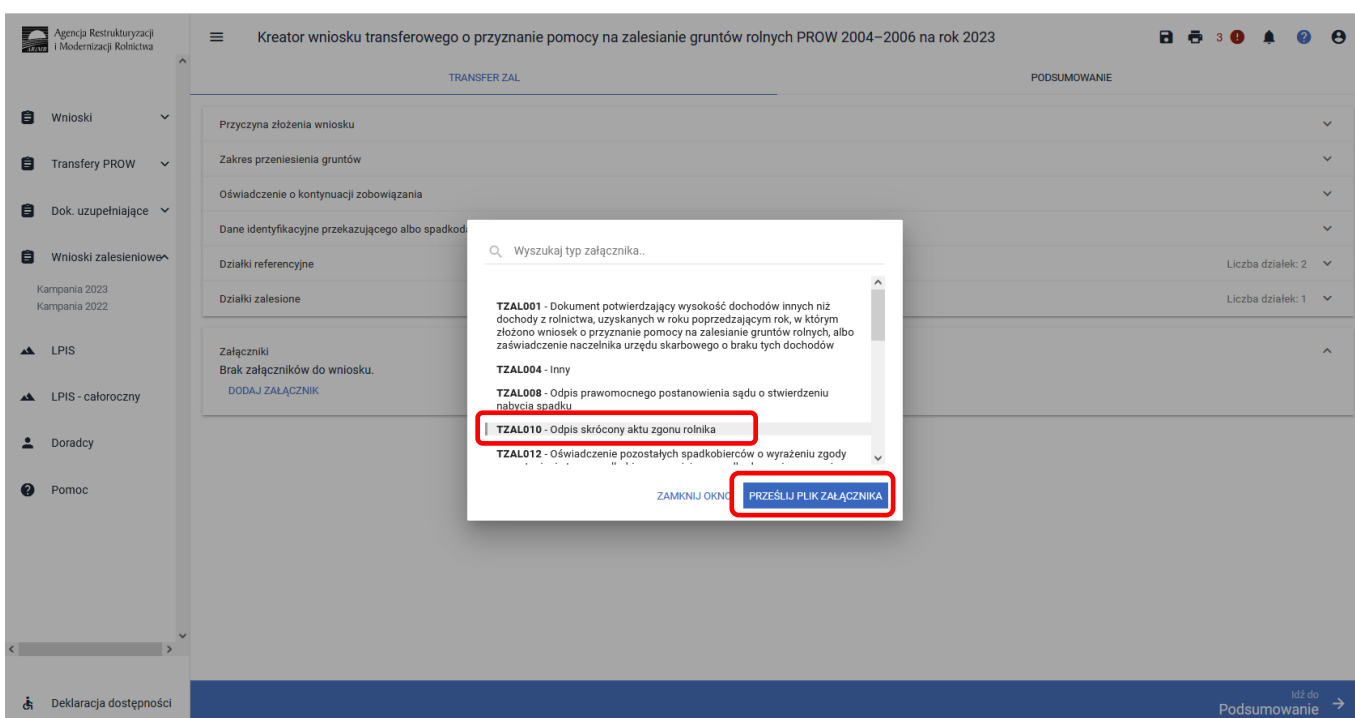 Agencja Restrukturyzacji
i Modernizacji Rolnictwa
ARiMR
Kreator wniosku transferowego o przyznanie pomocy na zalesianie gruntów rolnych PROW 2004–2006 na rok 2023
3
TRANSFER ZAL
PODSUMOWANIE
Wnioski
Transfery PROW
Dok. uzupełniające
Wnioski zalesieniowe
Kampania 2023
Kampania 2022
LPIS
LPIS - całoroczny
Doradcy
Pomoc
Deklaracja dostępności
Przyczyna złożenia wniosku
Zakres przeniesienia gruntów
Oświadczenie o kontynuacji zobowiązania
Dane identyfikacyjne przekazującego albo spadkod
Działki referencyjne
Liczba działek: 2
Działki zalesione
Liczba działek: 1
Załączniki
Brak załączników do wniosku.
DODAJ ZAŁĄCZNIK
Wyszukaj typ załącznika..
TZAL001 - Dokument potwierdzający wysokość dochodów innych niż
dochody z rolnictwa, uzyskanych w roku poprzedzającym rok, w którym
złożono wniosek o przyznanie pomocy na zalesianie gruntów rolnych, albo
zaświadczenie naczelnika urzędu skarbowego o braku tych dochodów
TZAL004 - Inny
TZAL008 - Odpis prawomocnego postanowienia sądu o stwierdzeniu
nabycia spadku
TZAL010 - Odpis skrócony aktu zgonu rolnika
TZAL012 - Oświadczenie pozostałych spadkobierców o wyrażeniu zgody
ZAMKNIJ OKNO
PRZEŚLIJ PLIK ZAŁĄCZNIKA
Idź do
Podsumowanie